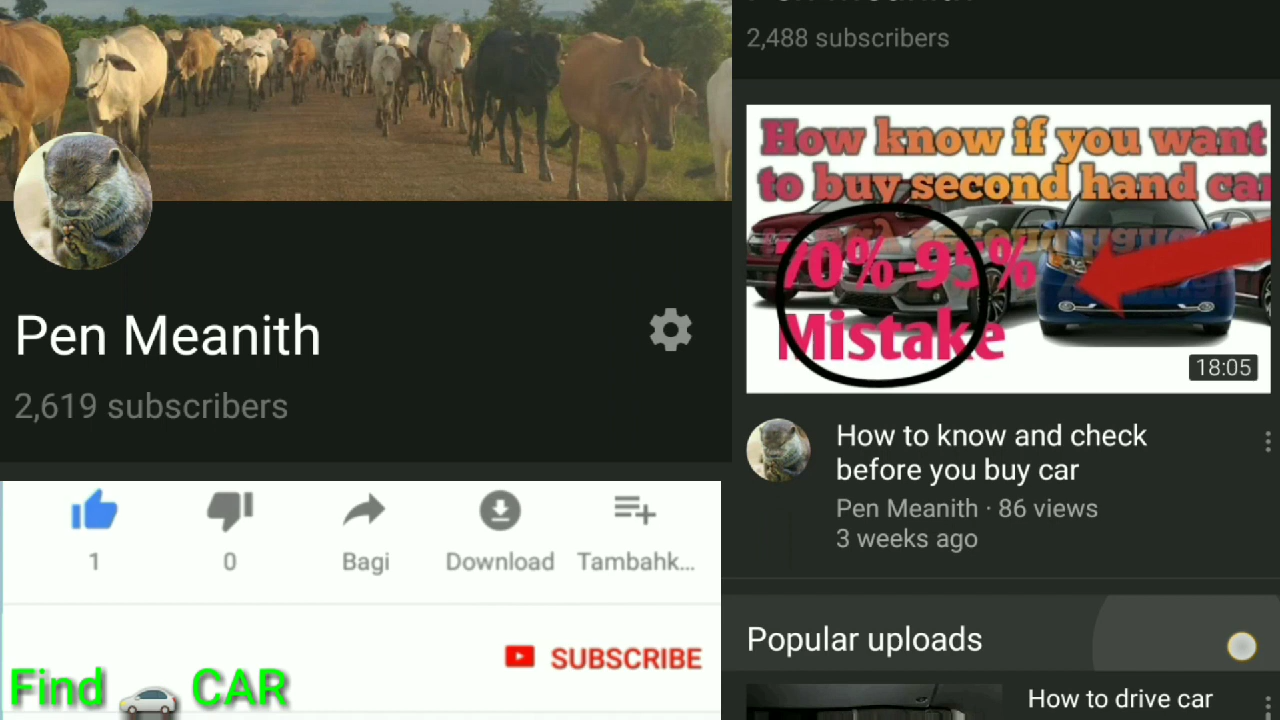 Pen Meanith
2,619 subscribers
1
0
Bagi
Download
Tambahk...
SUBSCRIBE
Find CAR
2,488 subscribers
How know if you want
to buy second hand car
70%-95%
Mistake
18:05
How to know and check
before you buy car
Pen Meanith · 86 views
3 weeks ago
Popular uploads
How to drive car